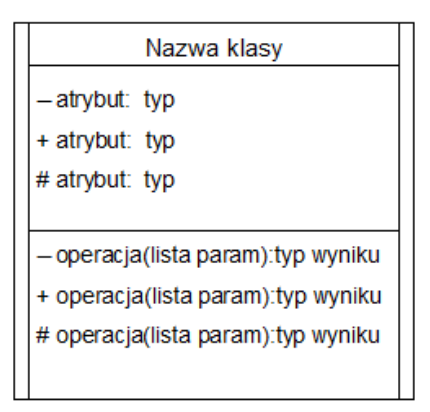 Nazwa klasy
– atrybut: typ
+ atrybut: typ
# atrybut: typ
– operacja(lista param):typ wyniku
+ operacja(lista param):typ wyniku
# operacja(lista param):typ wyniku